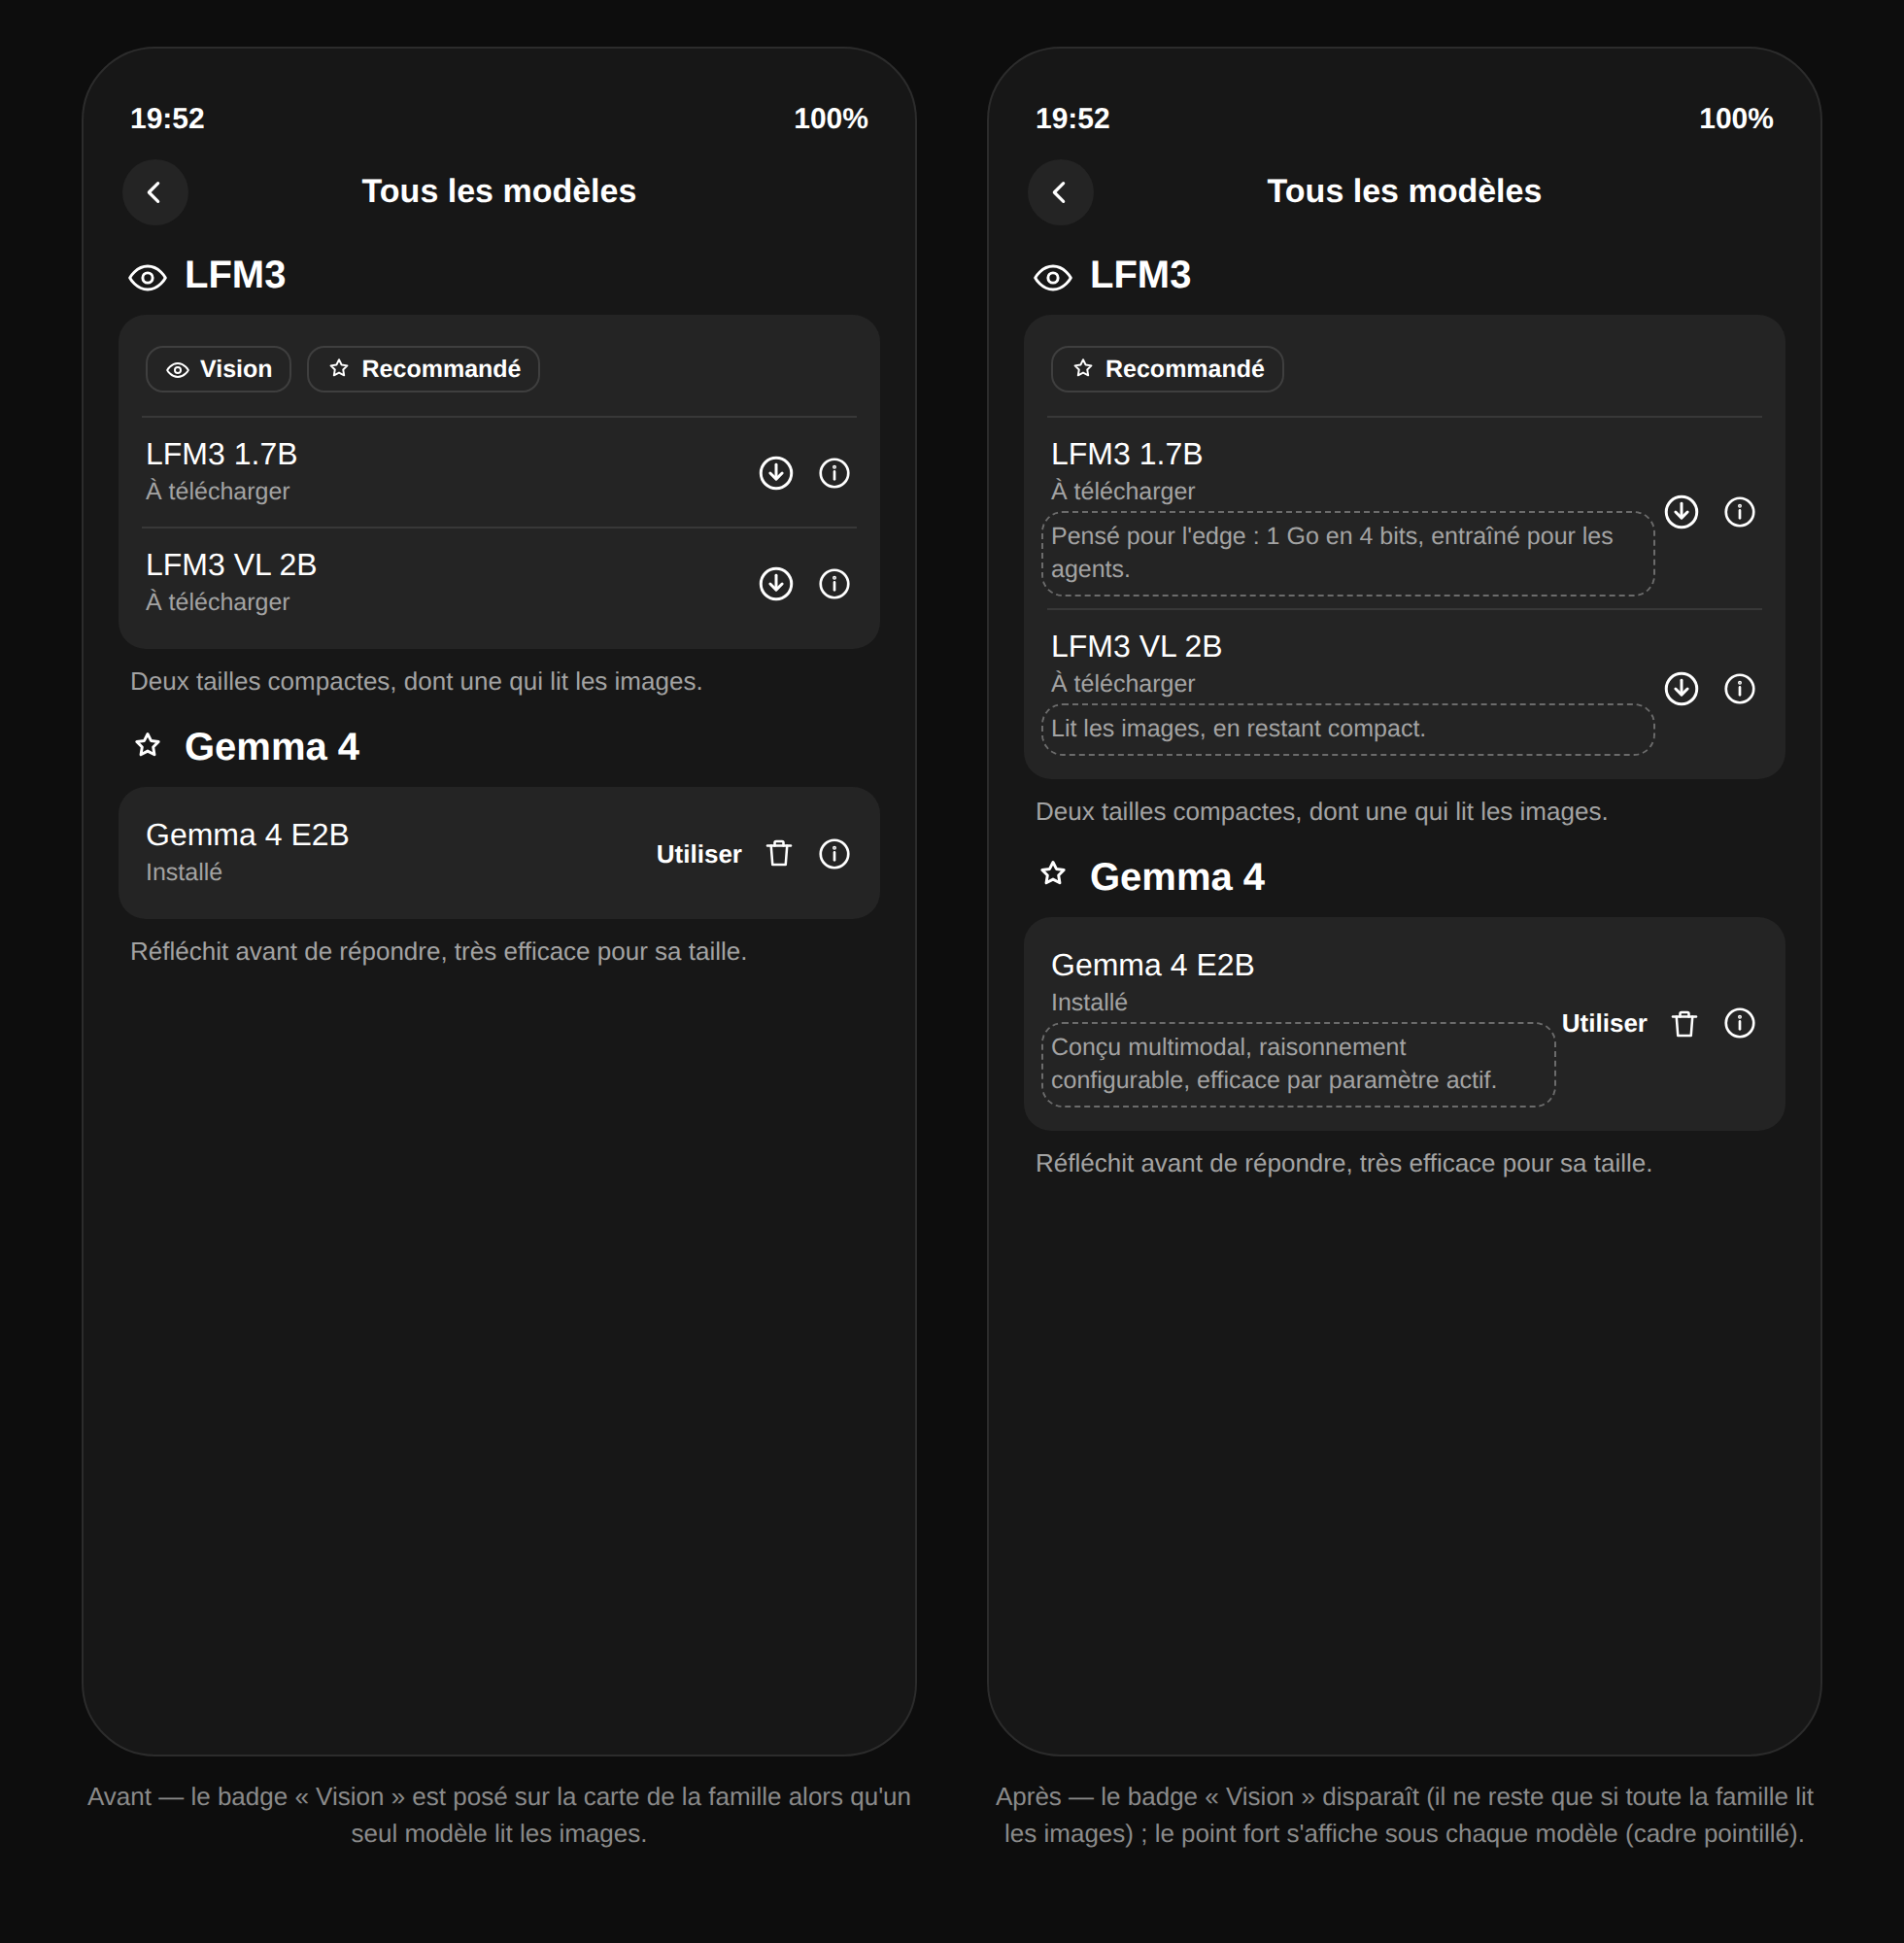 19:52
100%
Tous les modèles
LFM3
Vision
Recommandé
LFM3 1.7B
À télécharger
LFM3 VL 2B
À télécharger
Deux tailles compactes, dont une qui lit les images.
Gemma 4
Gemma 4 E2B
Installé
Utiliser
Réfléchit avant de répondre, très efficace pour sa taille.
Avant — le badge « Vision » est posé sur la carte de la famille alors qu'un
seul modèle lit les images.
19:52
100%
Tous les modèles
LFM3
Recommandé
LFM3 1.7B
À télécharger
Pensé pour l'edge : 1 Go en 4 bits, entraîné pour les
agents.
LFM3 VL 2B
À télécharger
Lit les images, en restant compact.
Deux tailles compactes, dont une qui lit les images.
Gemma 4
Gemma 4 E2B
Installé
Conçu multimodal, raisonnement
configurable, efficace par paramètre actif.
Utiliser
Réfléchit avant de répondre, très efficace pour sa taille.
Après — le badge « Vision » disparaît (il ne reste que si toute la famille lit
les images) ; le point fort s'affiche sous chaque modèle (cadre pointillé).